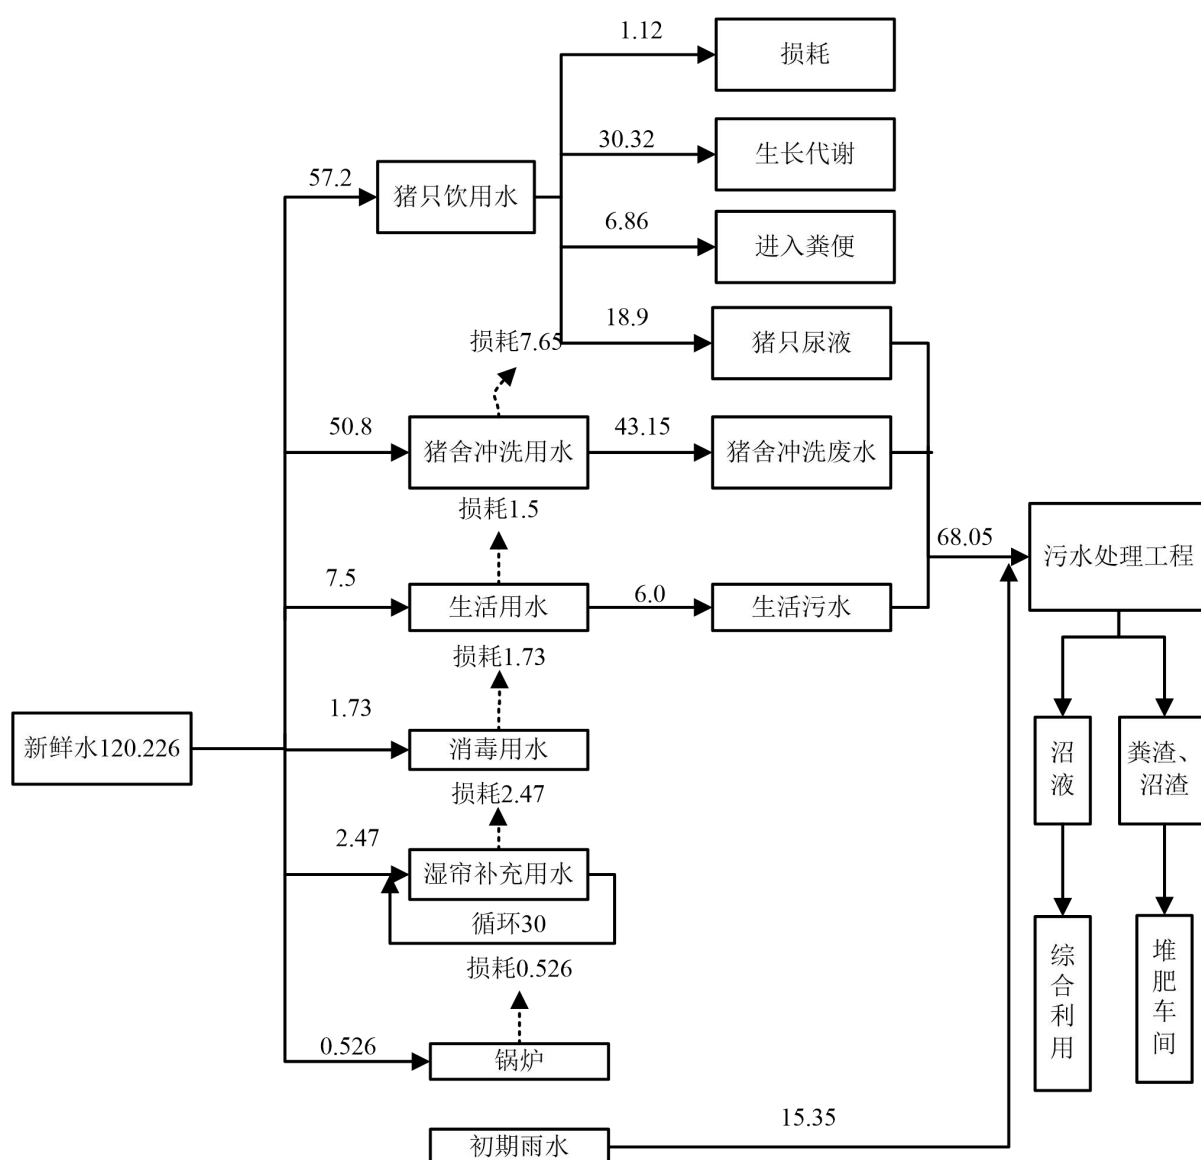 1.12
损耗
30.32
生长代谢
57.2
猪只饮用水
6.86
进入粪便
18.9
猪只尿液
损耗7.65
50.8
猪舍冲洗用水
43.15
猪舍冲洗废水
损耗1.5
68.05
污水处理工程
7.5
生活用水
6.0
生活污水
损耗1.73
1.73
新鲜水120.226
消毒用水
沼
液
粪渣、
沼渣
损耗2.47
2.47
湿帘补充用水
循环30
损耗0.526
综
合
利
用
堆
肥
车
间
0.526
锅炉
15.35
初期雨水